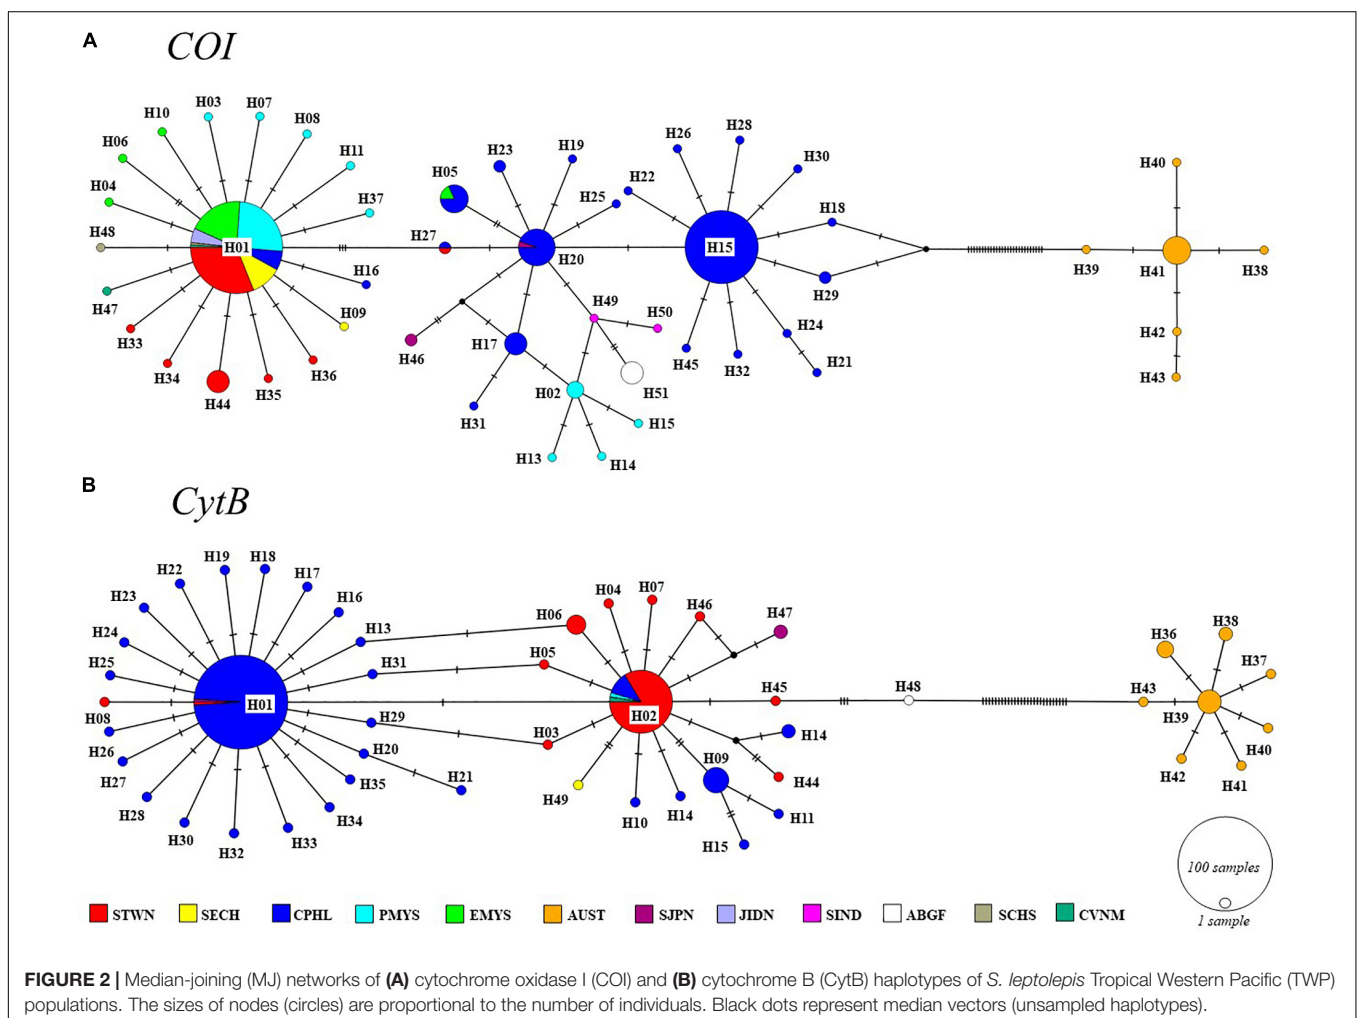 A
COI
H03 H07
H10 H08
H06 H11
H04 H37
H48 H01
H47 H16
H09
H33
H34 H36
H44 H35
H05 H23 H19
H25 H22
H27 H20
H49 H50
H46 H17
H02 H51
H31 H15
H13 H14
H26 H28
H30
H18
H15
H29
H24
H45 H32 H21
H40
H39 H41 H38
H42
H43
B
CytB
H19 H18
H22 H17
H23 H16
H24 H13
H25 H31
H01
H08 H29
H26 H20
H27 H35 H21
H28 H34
H30 H32 H33
H06 H04 H07 H46 H47
H05
H02 H45 H48
H03 H14
H09 H44
H49
H10 H14 H11
H15
H36 H38
H37
H43 H39
H40
H42 H41
100 samples
1 sample
STWN SECH CPHL PMYS EMYS AUST SJPN JIDN SIND ABGF SCHS CVNM
FIGURE 2 | Median-joining (MJ) networks of (A) cytochrome oxidase I (COI) and (B) cytochrome B (CytB) haplotypes of S. leptolepis Tropical Western Pacific (TWP)
populations. The sizes of nodes (circles) are proportional to the number of individuals. Black dots represent median vectors (unsampled haplotypes).